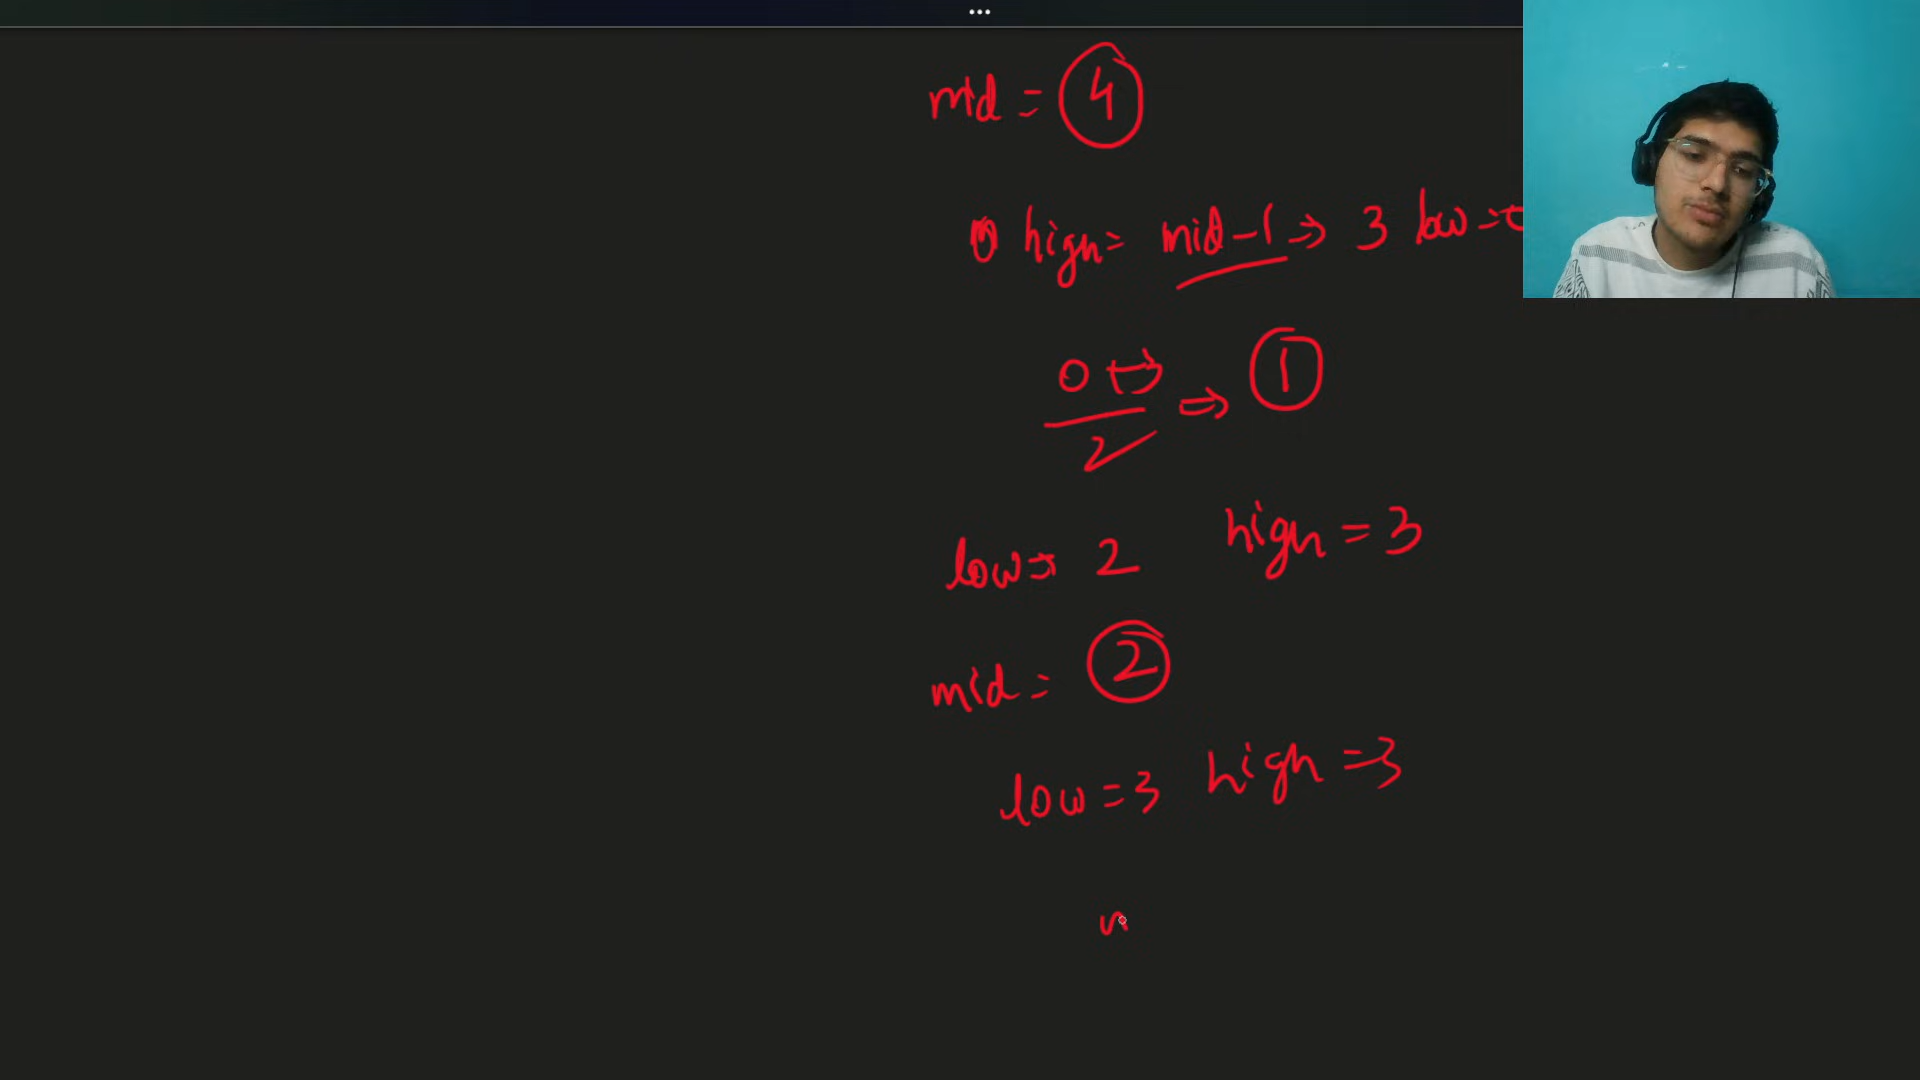 mid = 4
high = mid-1 => 3 low =
0+3
2
=> 1
low = 2 high = 3
mid = 2
low = 3 high = 3